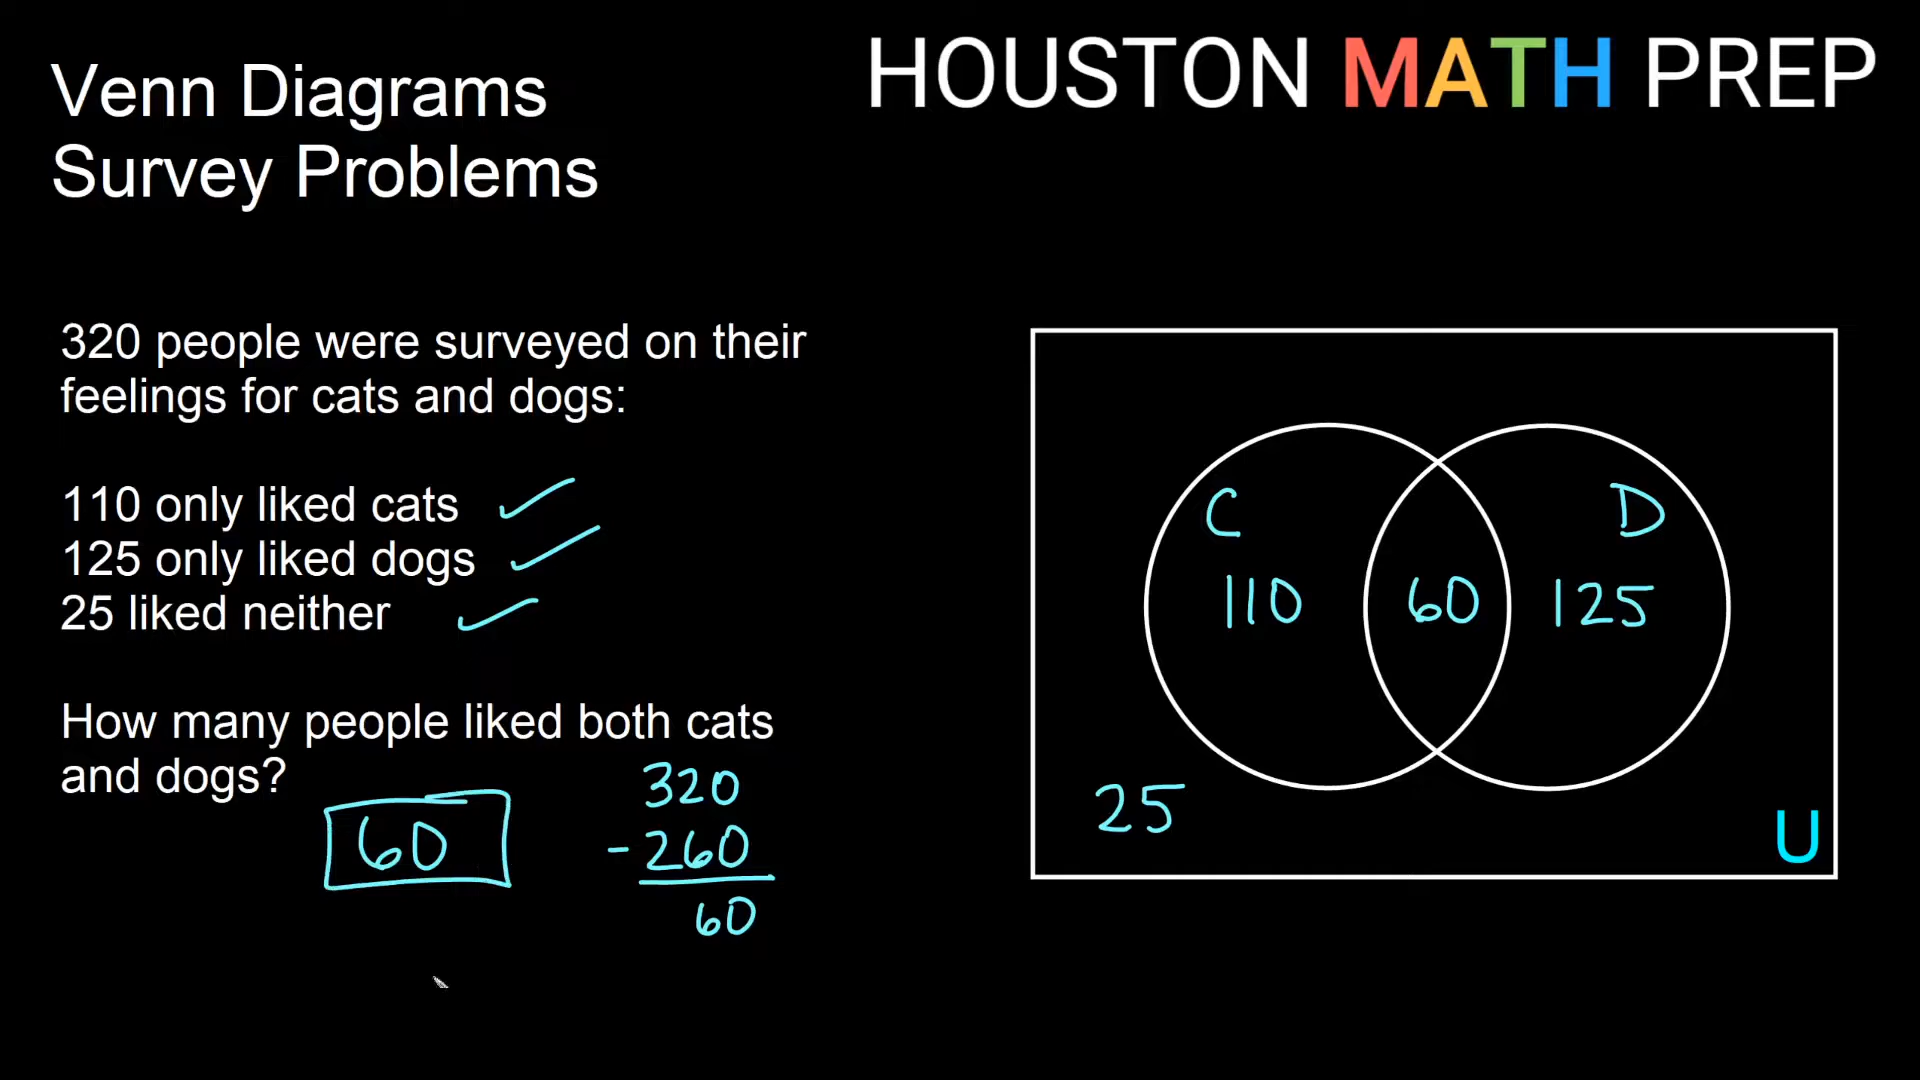 HOUSTON MATH PREP
Venn Diagrams
Survey Problems
320 people were surveyed on their
feelings for cats and dogs:
110 only liked cats
125 only liked dogs
25 liked neither
How many people liked both cats
and dogs?
60
320
-260
60
C
D
110
60
125
25
U